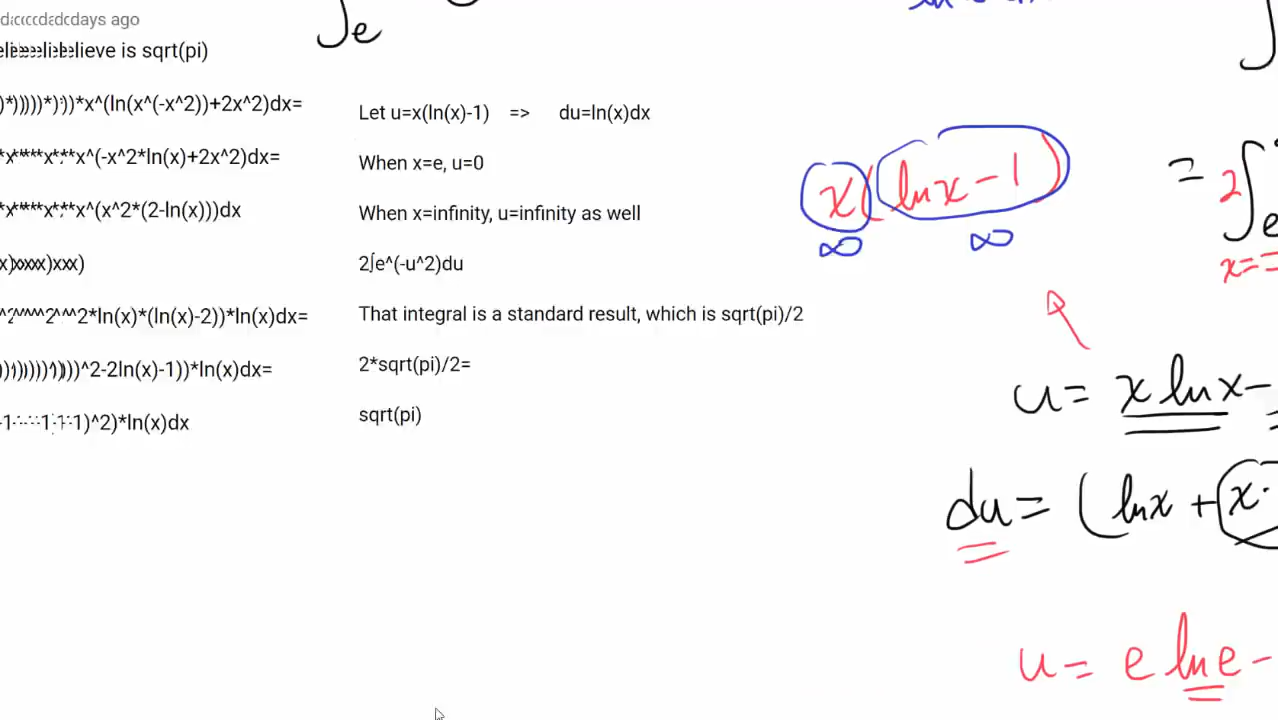 days ago
believe is sqrt(pi)
*x^(ln(x^(-x^2))+2x^2)dx=
*x^(-x^2*ln(x)+2x^2)dx=
*x^(x^2*(2-ln(x)))dx
^2*ln(x)*(ln(x)-2))*ln(x)dx=
^2-2ln(x)-1))*ln(x)dx=
1)^2)*ln(x)dx
∫e
Let u=x(ln(x)-1) => du=ln(x)dx
When x=e, u=0
When x=infinity, u=infinity as well
2∫e^(-u^2)du
That integral is a standard result, which is sqrt(pi)/2
2*sqrt(pi)/2=
sqrt(pi)
x(lnx-1)
∞ ∞
= 2∫e
x=
u= x lnx-
du= (lnx + x·
u= e lne -